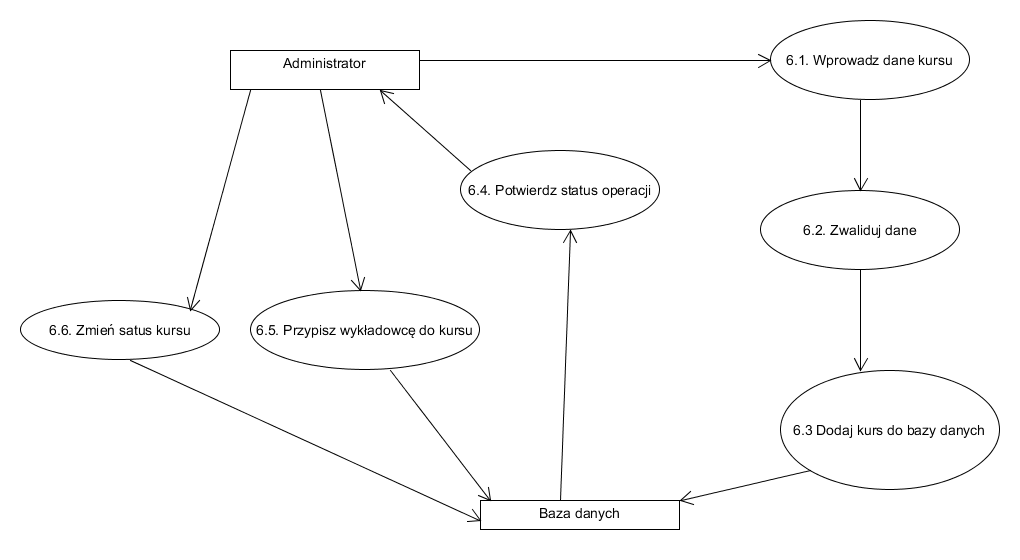 Administrator
6.1. Wprowadz dane kursu
6.4. Potwierdz status operacji
6.2. Zwaliduj dane
6.6. Zmień satus kursu
6.5. Przypisz wykładowcę do kursu
6.3 Dodaj kurs do bazy danych
Baza danych